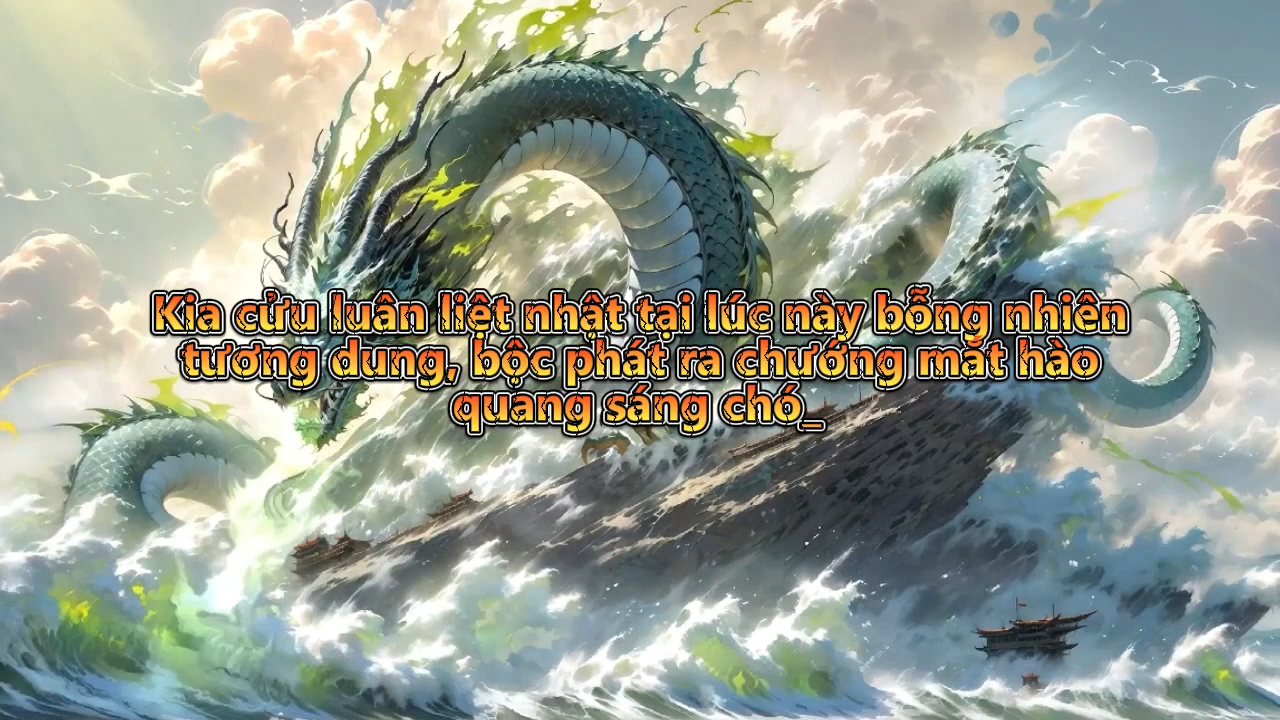 Kia cửu luân liệt nhật tại lúc này bỗng nhiên
tương dung, bộc phát ra chướng mắt hào
quang sáng chó_